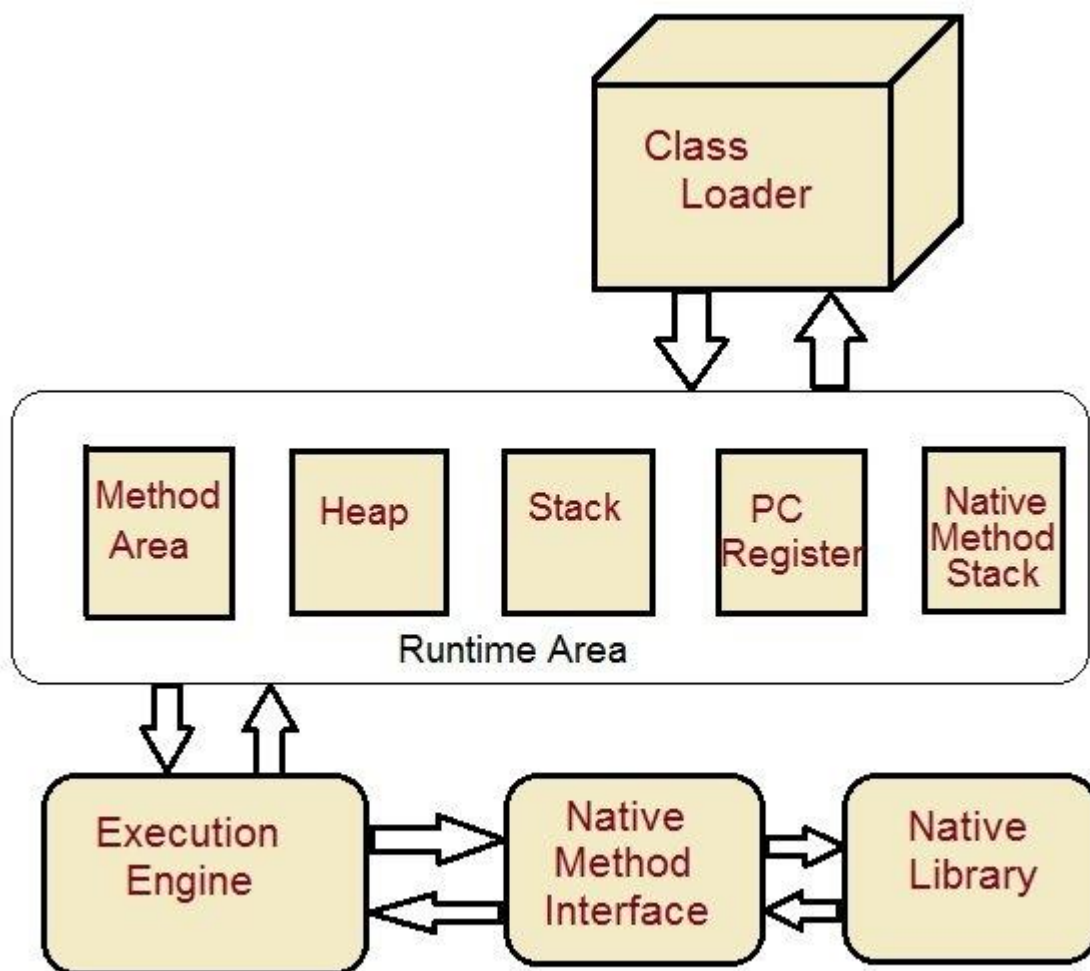 Class
Loader
Method
Area
Heap
Stack
PC
Register
Native
Method
Stack
Runtime Area
Execution
Engine
Native
Method
Interface
Native
Library